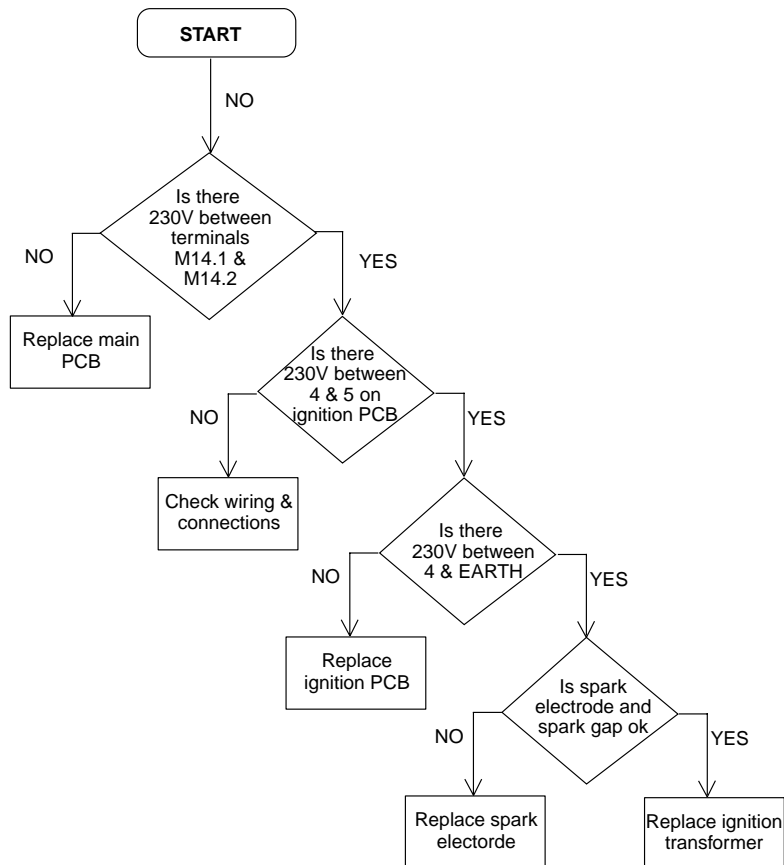 START
NO
Is there
230V between
terminals
M14.1 &
M14.2
NO
YES
Replace main
PCB
Is there
230V between
4 & 5 on
ignition PCB
NO
YES
Check wiring &
connections
Is there
230V between
4 & EARTH
NO
YES
Replace
ignition PCB
Is spark
electrode and
spark gap ok
NO
YES
Replace spark
electorde
Replace ignition
transformer